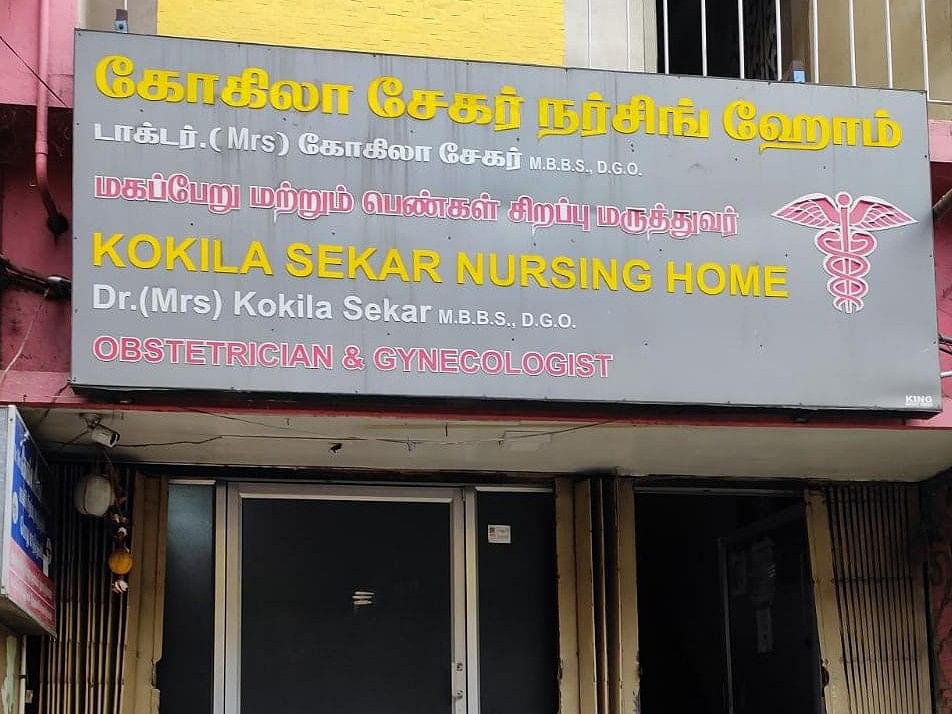 கோகிலா சேகர் நர்சிங் ஹோம்
டாக்டர்.(Mrs) கோகிலா சேகர் M.B.B.S., D.G.O.
மகப்பேறு மற்றும் பெண்கள் சிறப்பு மருத்துவர்
KOKILA SEKAR NURSING HOME
Dr.(Mrs) Kokila Sekar M.B.B.S., D.G.O.
OBSTETRICIAN & GYNECOLOGIST
KING